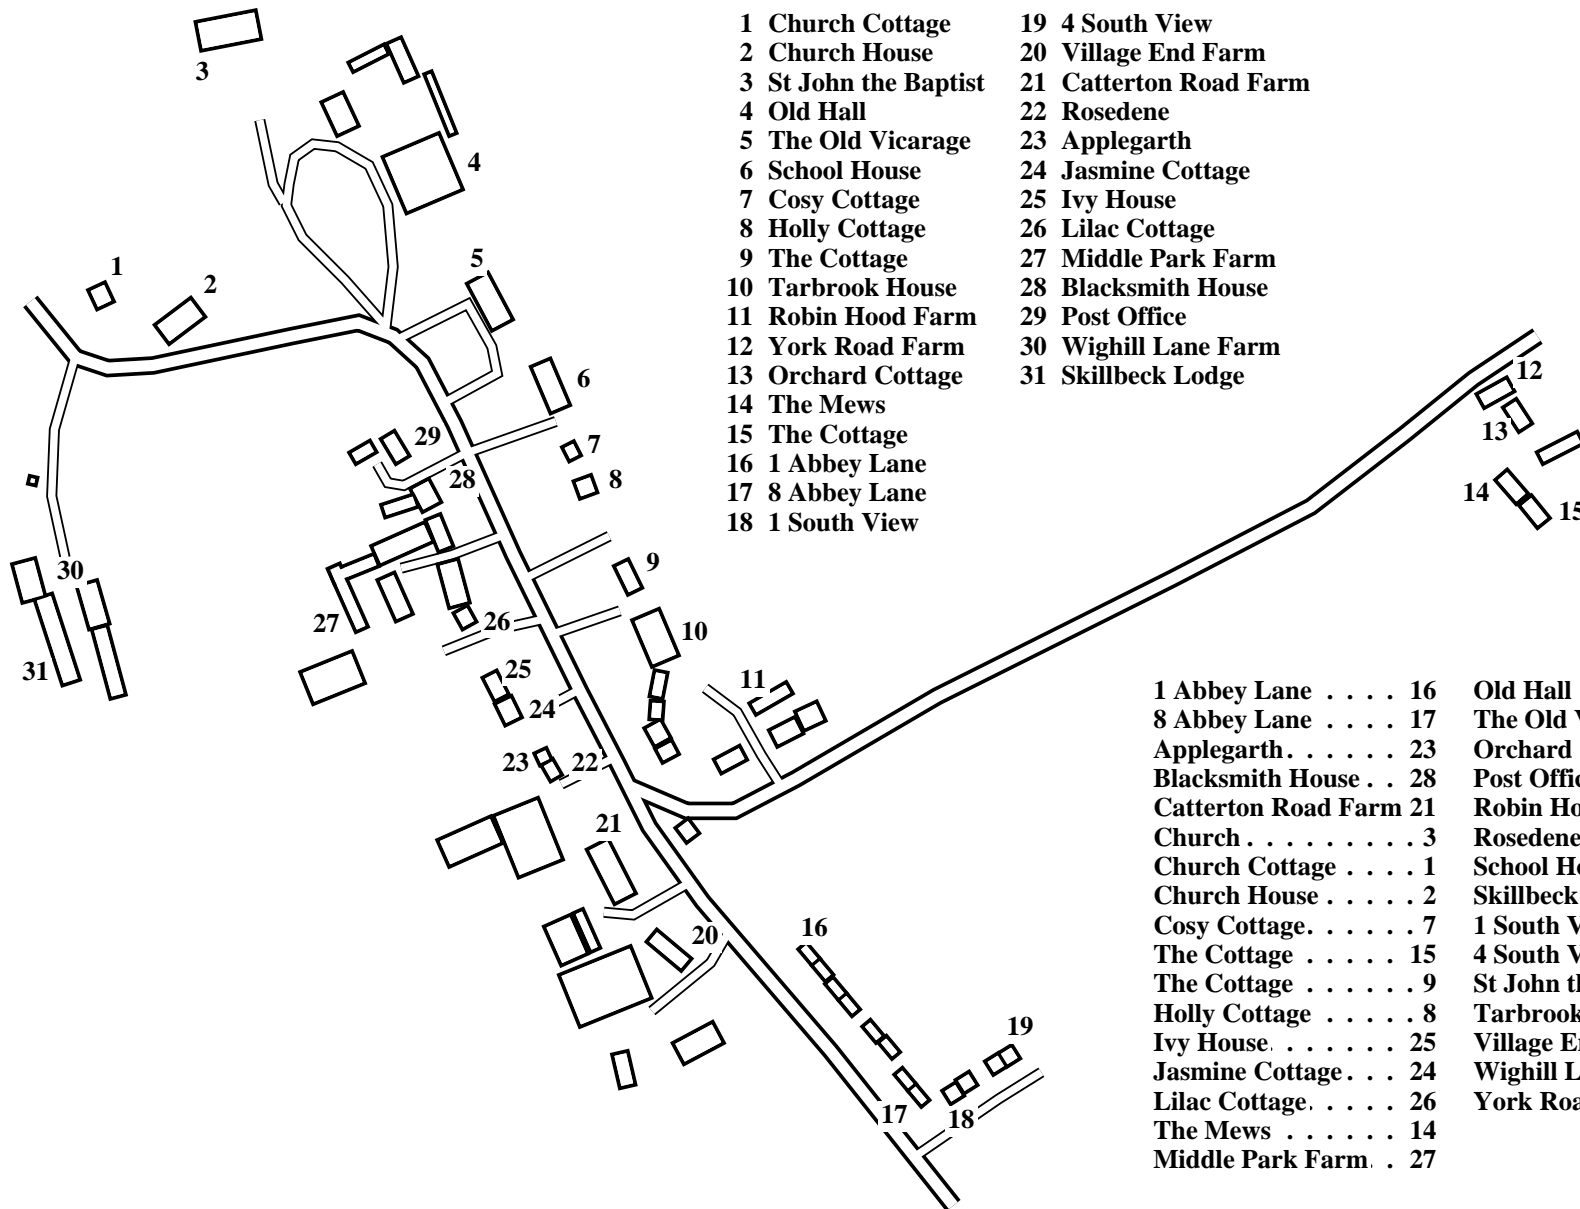 1 Church Cottage
2 Church House
3 St John the Baptist
4 Old Hall
5 The Old Vicarage
6 School House
7 Cosy Cottage
8 Holly Cottage
9 The Cottage
10 Tarbrook House
11 Robin Hood Farm
12 York Road Farm
13 Orchard Cottage
14 The Mews
15 The Cottage
16 1 Abbey Lane
17 8 Abbey Lane
18 1 South View
19 4 South View
20 Village End Farm
21 Catterton Road Farm
22 Rosedene
23 Applegarth
24 Jasmine Cottage
25 Ivy House
26 Lilac Cottage
27 Middle Park Farm
28 Blacksmith House
29 Post Office
30 Wighill Lane Farm
31 Skillbeck Lodge
3
4
1
2
5
6
7
8
29
28
9
10
27
26
30
31
25
24
11
23
22
21
20
16
19
17
18
12
13
14
15
1 Abbey Lane . . . . 16
8 Abbey Lane . . . . 17
Applegarth . . . . . . 23
Blacksmith House . . 28
Catterton Road Farm 21
Church . . . . . . . . . 3
Church Cottage . . . . 1
Church House . . . . . 2
Cosy Cottage . . . . . . 7
The Cottage . . . . . 15
The Cottage . . . . . . 9
Holly Cottage . . . . . 8
Ivy House . . . . . . . 25
Jasmine Cottage . . . 24
Lilac Cottage . . . . . 26
The Mews . . . . . . 14
Middle Park Farm . . 27
Old Hall
The Old
Orchard
Post
Robin
Rosedene
School
Skillbeck
1 South
4 South
St John
Tarbrook
Village
Wighill
York